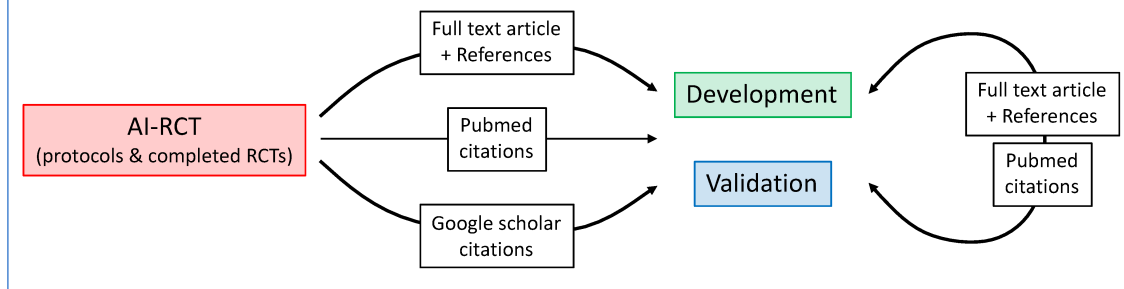 Full text article
+ References
AI-RCT
(protocols & completed RCTs)
Pubmed
citations
Google scholar
citations
Development
Validation
Full text article
+ References
Pubmed
citations